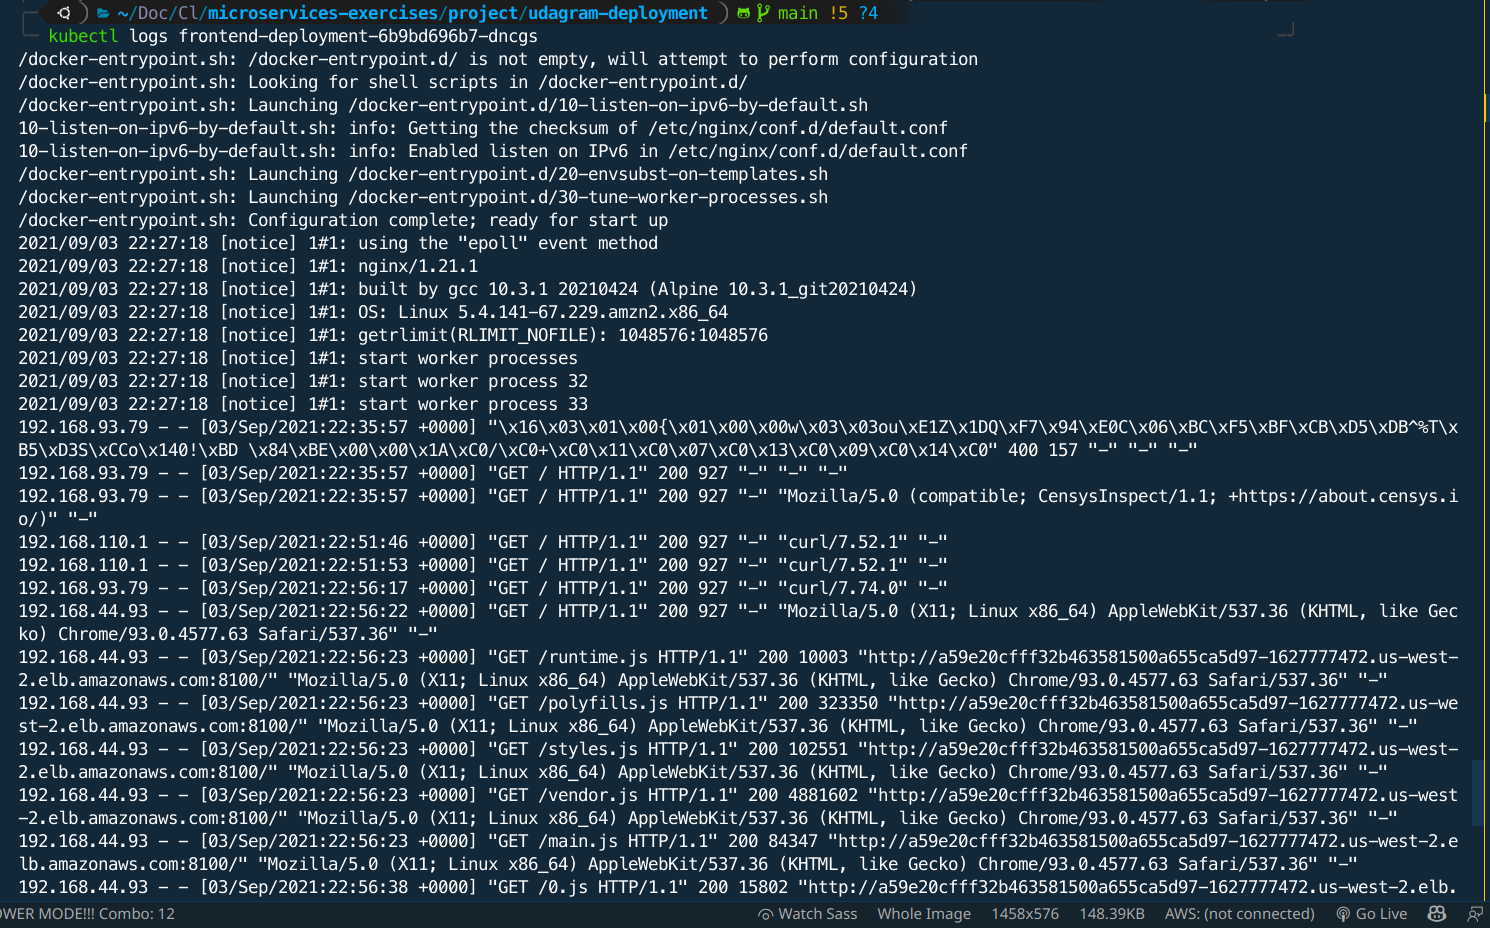 ~/Doc/Cl/microservices-exercises/project/udagram-deployment main !5 ?4
kubectl logs frontend-deployment-6b9bd696b7-dncgs
/docker-entrypoint.sh: /docker-entrypoint.d/ is not empty, will attempt to perform configuration
/docker-entrypoint.sh: Looking for shell scripts in /docker-entrypoint.d/
/docker-entrypoint.sh: Launching /docker-entrypoint.d/10-listen-on-ipv6-by-default.sh
10-listen-on-ipv6-by-default.sh: info: Getting the checksum of /etc/nginx/conf.d/default.conf
10-listen-on-ipv6-by-default.sh: info: Enabled listen on IPv6 in /etc/nginx/conf.d/default.conf
/docker-entrypoint.sh: Launching /docker-entrypoint.d/20-envsubst-on-templates.sh
/docker-entrypoint.sh: Launching /docker-entrypoint.d/30-tune-worker-processes.sh
/docker-entrypoint.sh: Configuration complete; ready for start up
2021/09/03 22:27:18 [notice] 1#1: using the "epoll" event method
2021/09/03 22:27:18 [notice] 1#1: nginx/1.21.1
2021/09/03 22:27:18 [notice] 1#1: built by gcc 10.3.1 20210424 (Alpine 10.3.1_git20210424)
2021/09/03 22:27:18 [notice] 1#1: OS: Linux 5.4.141-67.229.amzn2.x86_64
2021/09/03 22:27:18 [notice] 1#1: getrlimit(RLIMIT_NOFILE): 1048576:1048576
2021/09/03 22:27:18 [notice] 1#1: start worker processes
2021/09/03 22:27:18 [notice] 1#1: start worker process 32
2021/09/03 22:27:18 [notice] 1#1: start worker process 33
192.168.93.79 - - [03/Sep/2021:22:35:57 +0000] "\x16\x03\x01\x00{\x01\x00\x00w\x03\x03ou\xE1Z\x1DQ\xF7\x94\xE0C\x06\xBC\xF5\xBF\xCB\xD5\xDB^%T\x
B5\xD3S\xCCo\x140!\xBD \x84\xBE\x00\x00\x1A\xC0/\xC0+\xC0\x11\xC0\x07\xC0\x13\xC0\x09\xC0\x14\xC0" 400 157 "-" "-" "-"
192.168.93.79 - - [03/Sep/2021:22:35:57 +0000] "GET / HTTP/1.1" 200 927 "-" "-" "-"
192.168.93.79 - - [03/Sep/2021:22:35:57 +0000] "GET / HTTP/1.1" 200 927 "-" "Mozilla/5.0 (compatible; CensysInspect/1.1; +https://about.censys.i
o/)" "-"
192.168.110.1 - - [03/Sep/2021:22:51:46 +0000] "GET / HTTP/1.1" 200 927 "-" "curl/7.52.1" "-"
192.168.110.1 - - [03/Sep/2021:22:51:53 +0000] "GET / HTTP/1.1" 200 927 "-" "curl/7.52.1" "-"
192.168.93.79 - - [03/Sep/2021:22:56:17 +0000] "GET / HTTP/1.1" 200 927 "-" "curl/7.74.0" "-"
192.168.44.93 - - [03/Sep/2021:22:56:22 +0000] "GET / HTTP/1.1" 200 927 "-" "Mozilla/5.0 (X11; Linux x86_64) AppleWebKit/537.36 (KHTML, like Gec
ko) Chrome/93.0.4577.63 Safari/537.36" "-"
192.168.44.93 - - [03/Sep/2021:22:56:23 +0000] "GET /runtime.js HTTP/1.1" 200 10003 "http://a59e20cfff32b463581500a655ca5d97-1627777472.us-west-
2.elb.amazonaws.com:8100/" "Mozilla/5.0 (X11; Linux x86_64) AppleWebKit/537.36 (KHTML, like Gecko) Chrome/93.0.4577.63 Safari/537.36" "-"
192.168.44.93 - - [03/Sep/2021:22:56:23 +0000] "GET /polyfills.js HTTP/1.1" 200 323350 "http://a59e20cfff32b463581500a655ca5d97-1627777472.us-we
st-2.elb.amazonaws.com:8100/" "Mozilla/5.0 (X11; Linux x86_64) AppleWebKit/537.36 (KHTML, like Gecko) Chrome/93.0.4577.63 Safari/537.36" "-"
192.168.44.93 - - [03/Sep/2021:22:56:23 +0000] "GET /styles.js HTTP/1.1" 200 102551 "http://a59e20cfff32b463581500a655ca5d97-1627777472.us-west-
2.elb.amazonaws.com:8100/" "Mozilla/5.0 (X11; Linux x86_64) AppleWebKit/537.36 (KHTML, like Gecko) Chrome/93.0.4577.63 Safari/537.36" "-"
192.168.44.93 - - [03/Sep/2021:22:56:23 +0000] "GET /vendor.js HTTP/1.1" 200 4881602 "http://a59e20cfff32b463581500a655ca5d97-1627777472.us-west
-2.elb.amazonaws.com:8100/" "Mozilla/5.0 (X11; Linux x86_64) AppleWebKit/537.36 (KHTML, like Gecko) Chrome/93.0.4577.63 Safari/537.36" "-"
192.168.44.93 - - [03/Sep/2021:22:56:23 +0000] "GET /main.js HTTP/1.1" 200 84347 "http://a59e20cfff32b463581500a655ca5d97-1627777472.us-west-2.e
lb.amazonaws.com:8100/" "Mozilla/5.0 (X11; Linux x86_64) AppleWebKit/537.36 (KHTML, like Gecko) Chrome/93.0.4577.63 Safari/537.36" "-"
192.168.44.93 - - [03/Sep/2021:22:56:38 +0000] "GET /0.js HTTP/1.1" 200 15802 "http://a59e20cfff32b463581500a655ca5d97-1627777472.us-west-2.elb.
OWER MODE!!! Combo: 12 Watch Sass Whole Image 1458x576 148.39KB AWS: (not connected) Go Live